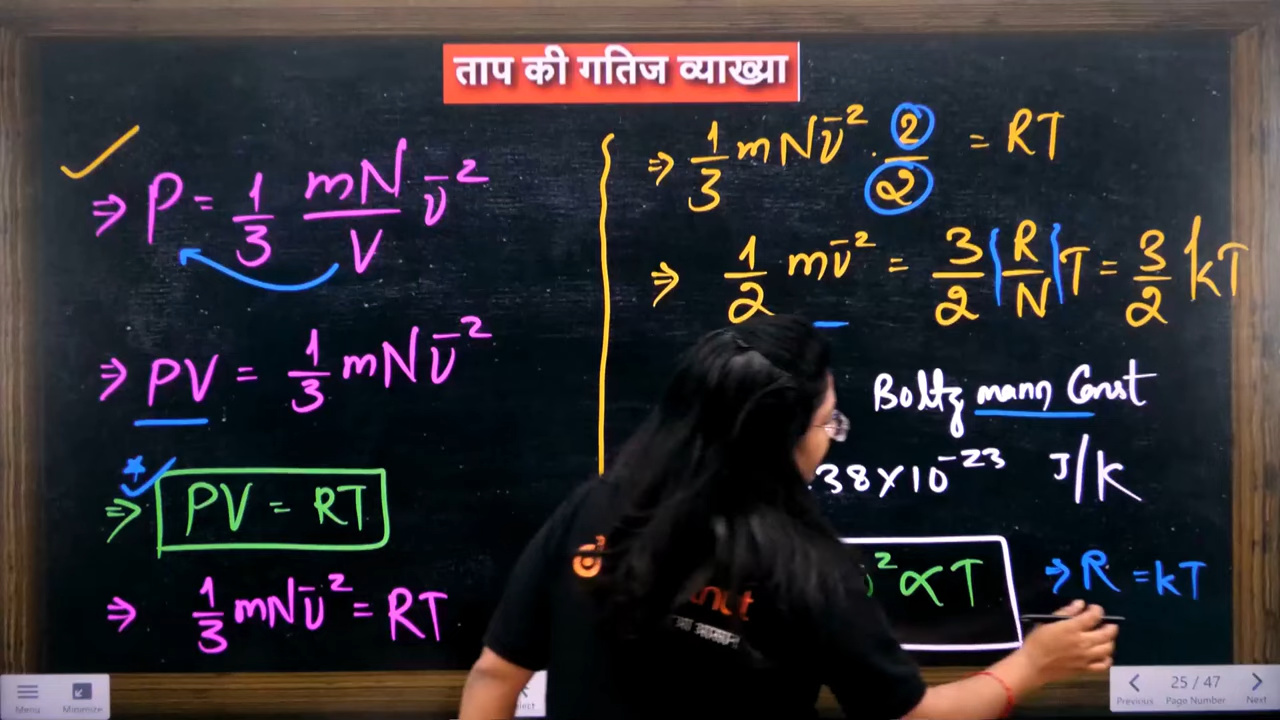 ताप की गतिज व्याख्या
⇒ P = 1/3 mN/V v̄²
⇒ PV = 1/3 mNv̄²
⇒ PV = RT
⇒ 1/3 mNv̄² = RT
⇒ 1/3 mNv̄² · 2/2 = RT
⇒ 1/2 mv̄² = 3/2 (R/N) T = 3/2 kT
Boltzmann Const
.38×10⁻²³ J/K
² ∝ T
⇒ R = kT
Menu
Minimize
Previous
25 / 47
Page Number
Next